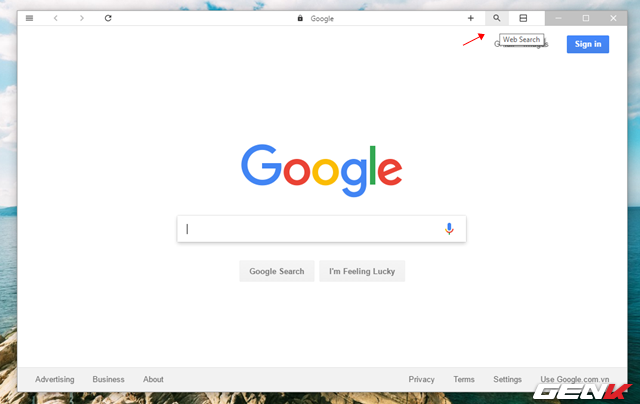 Google
Web Search
Sign in
Google
Google Search
I'm Feeling Lucky
Advertising Business About Privacy Terms Settings Use Google.com.vn
GENK